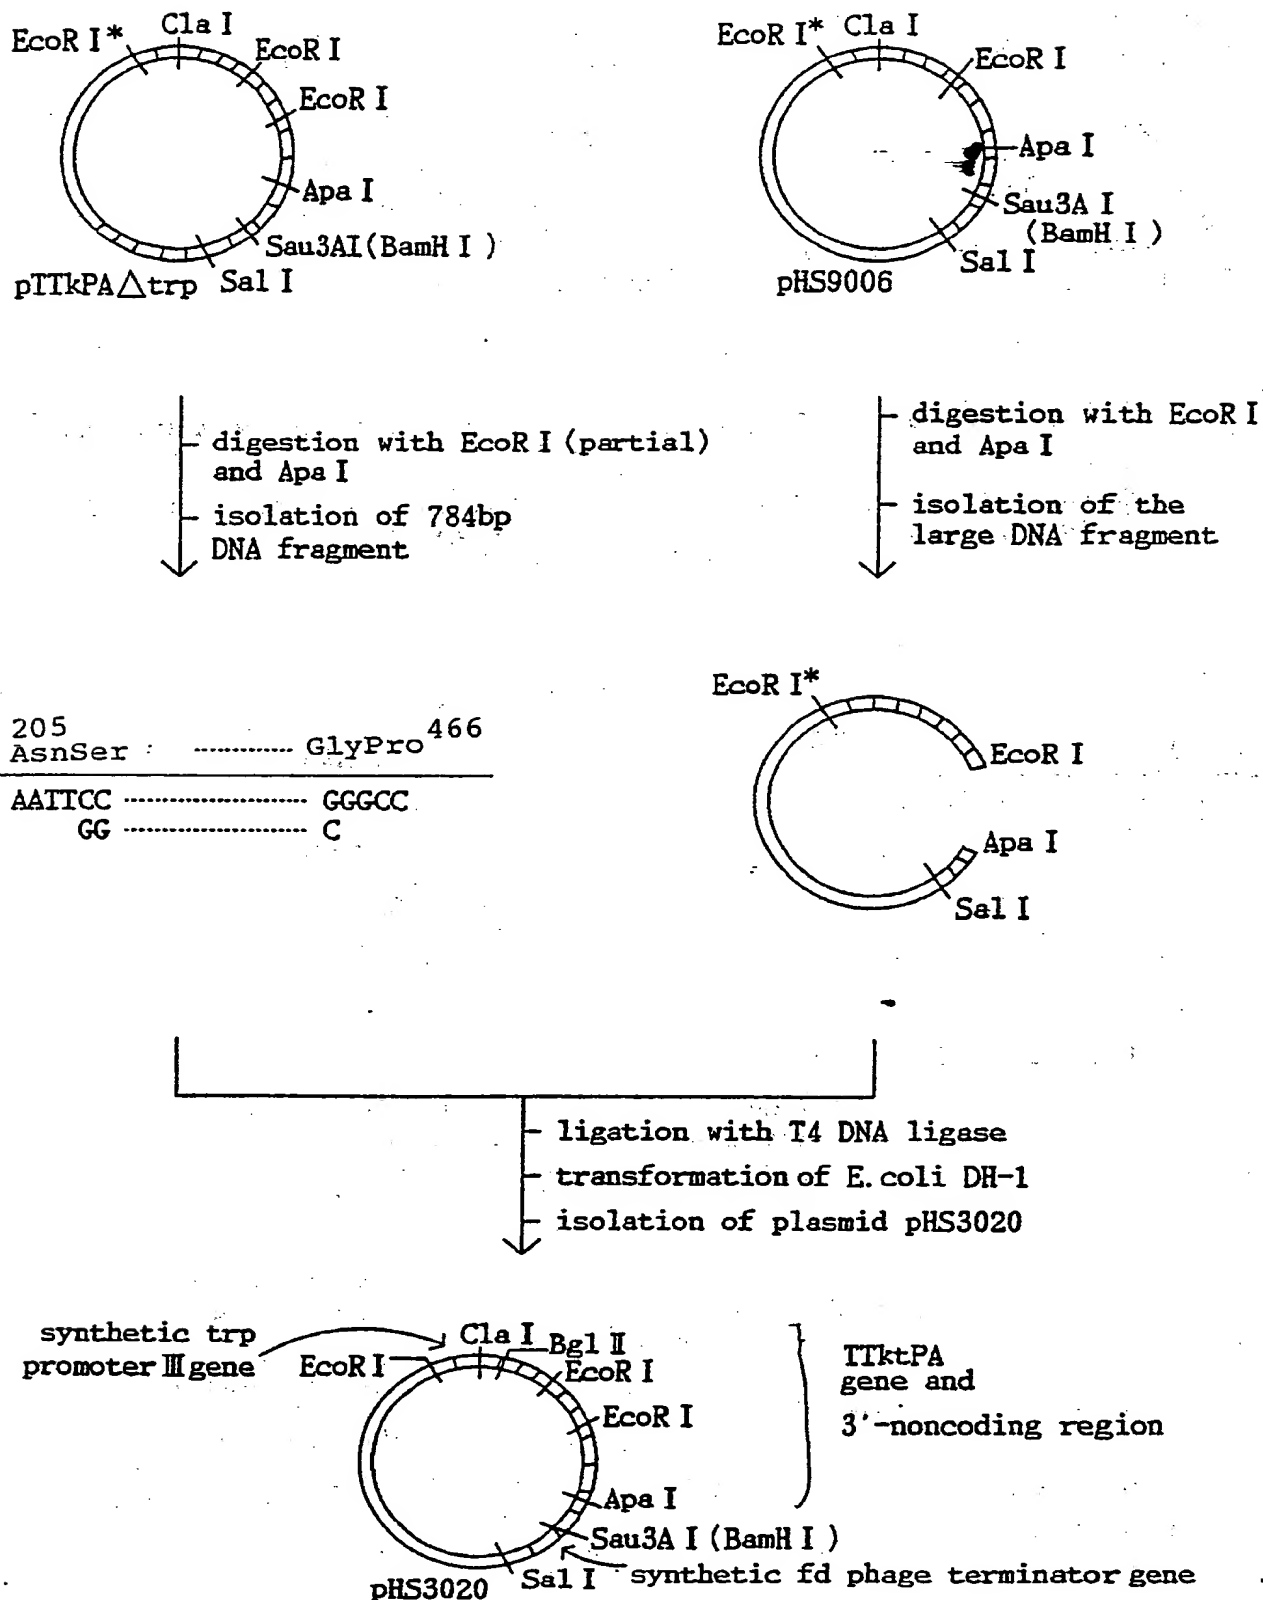 EcoR I* Cla I EcoR I
EcoR I
Apa I
Sau3AI(BamH I )
pTTkPA△trp Sal I
EcoR I* Cla I
EcoR I
Apa I
Sau3A I
(BamH I )
Sal I
pHS9006
digestion with EcoR I (partial)
and Apa I
isolation of 784bp
DNA fragment
digestion with EcoR I
and Apa I
isolation of the
large DNA fragment
205
AsnSer ------------ GlyPro 466
AATTCC ---------------------- GGGCC
GG ---------------------- C
EcoR I*
EcoR I
Apa I
Sal I
ligation with T4 DNA ligase
transformation of E. coli DH-1
isolation of plasmid pHS3020
synthetic trp
promoter Ⅲ gene
EcoR I
Cla I
Bgl Ⅱ
EcoR I
EcoR I
Apa I
Sau3A I (BamH I )
Sal I
synthetic fd phage terminator gene
pHS3020
TTktPA
gene and
3'-noncoding region